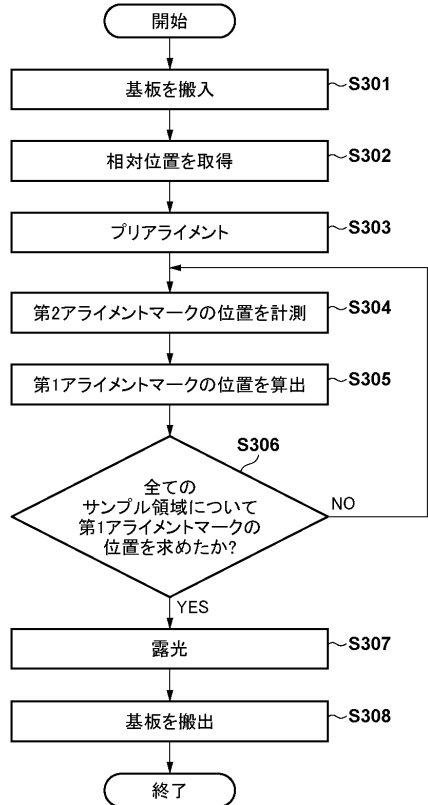 開始
基板を搬入
S301
相対位置を取得
S302
プリアライメント
S303
第2アライメントマークの位置を計測
S304
第1アライメントマークの位置を算出
S305
S306
全ての
サンプル領域について
第1アライメントマークの
位置を求めたか?
NO
YES
露光
S307
基板を搬出
S308
終了